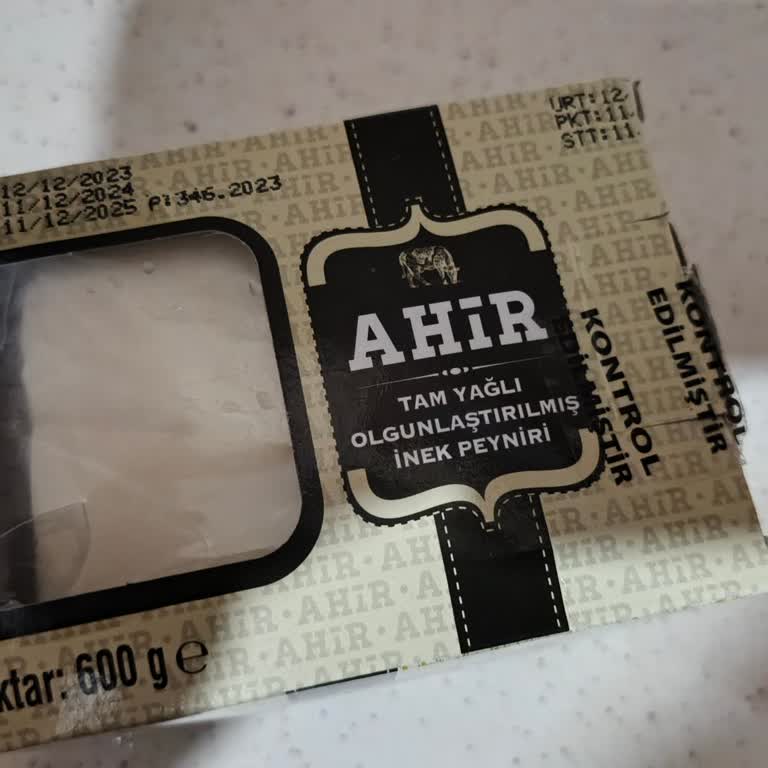 12/12/2023
11/12/2024
11/12/2025 P: 346.2023
URT: 12
PKT: 11.
STT: 11.
AHİR
TAM YAĞLI
OLGUNLAŞTIRILMIŞ
İNEK PEYNİRİ
KONTROL
EDİLMİŞTİR
KONTROL
EDİLMİŞTİR
ktar: 600 g e